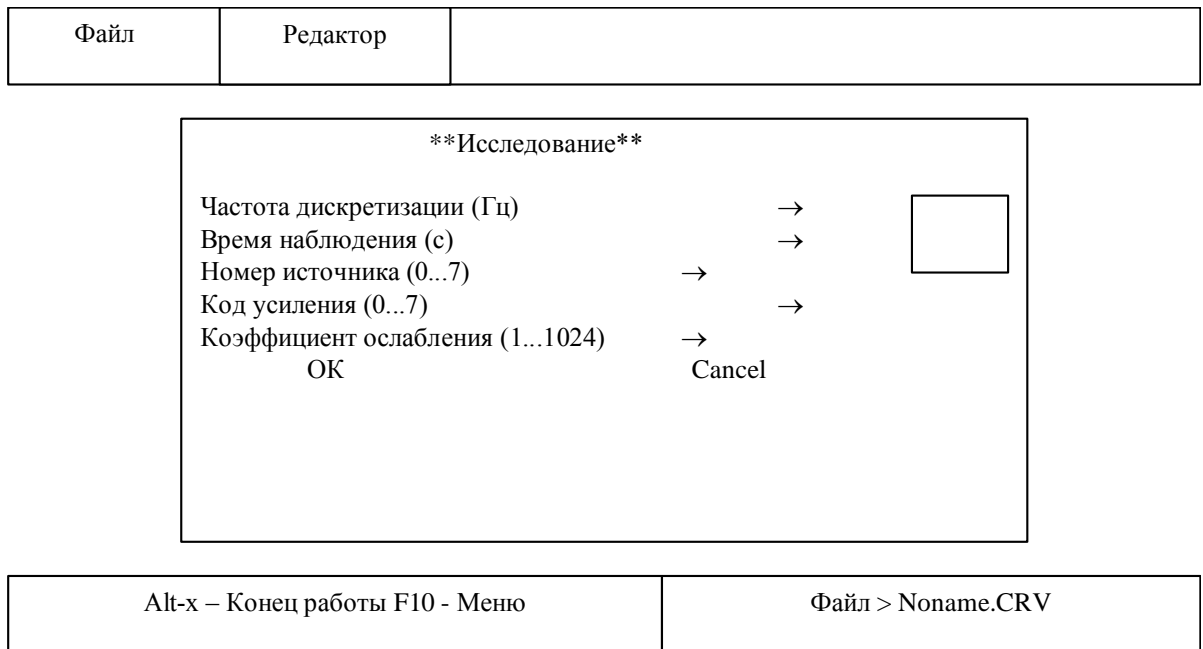 Файл Редактор
**Исследование**
Частота дискретизации (Гц) →
Время наблюдения (с) →
Номер источника (0...7) →
Код усиления (0...7) →
Коэффициент ослабления (1...1024) →
ОК Cancel
Alt-x – Конец работы F10 - Меню Файл > Noname.CRV